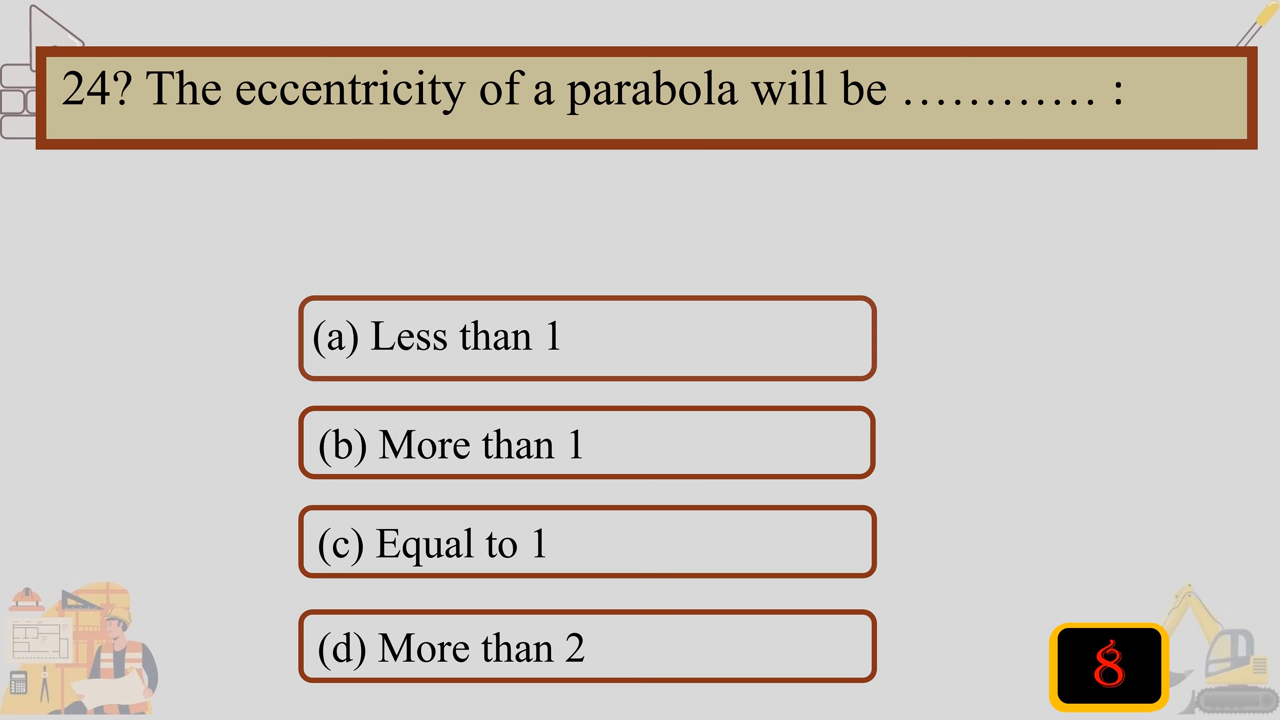 24? The eccentricity of a parabola will be ………… :
(a) Less than 1
(b) More than 1
(c) Equal to 1
(d) More than 2
8